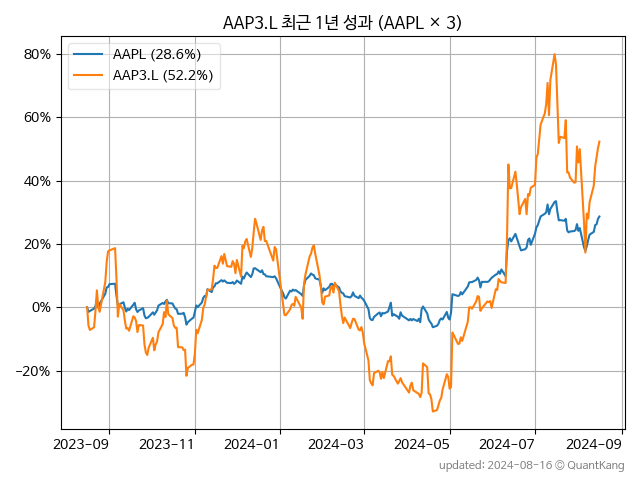 AAP3.L 최근 1년 성과 (AAPL × 3)
AAPL (28.6%)
AAP3.L (52.2%)
80%
60%
40%
20%
0%
−20%
2023-09 2023-11 2024-01 2024-03 2024-05 2024-07 2024-09
updated: 2024-08-16 © QuantKang